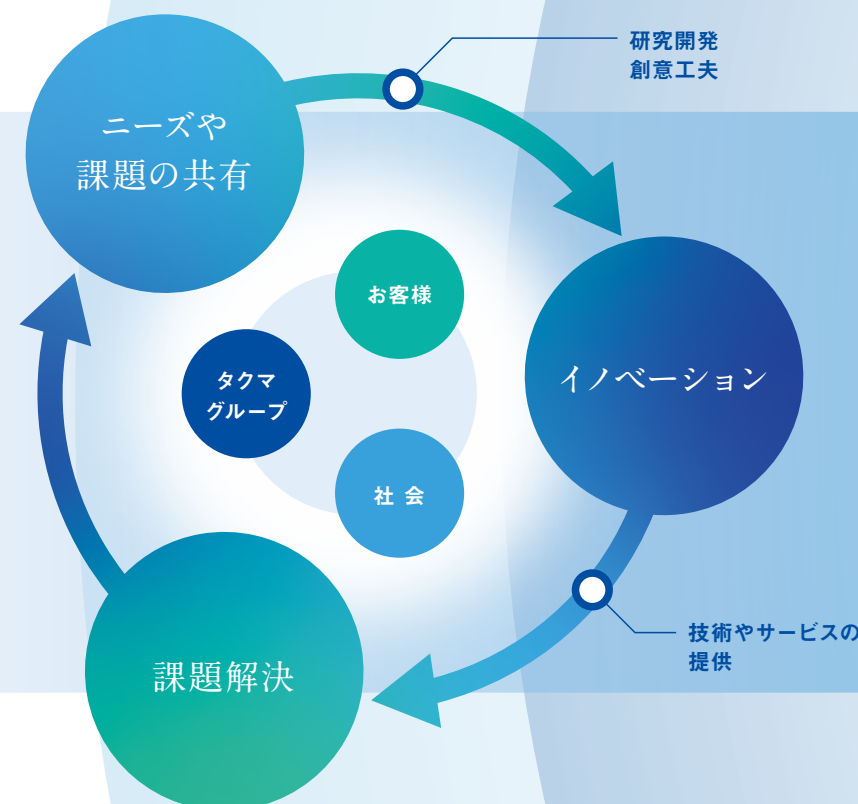 研究開発
創意工夫
ニーズや
課題の共有
お客様
タクマ
グループ
イノベーション
社 会
技術やサービスの
提供
課題解決